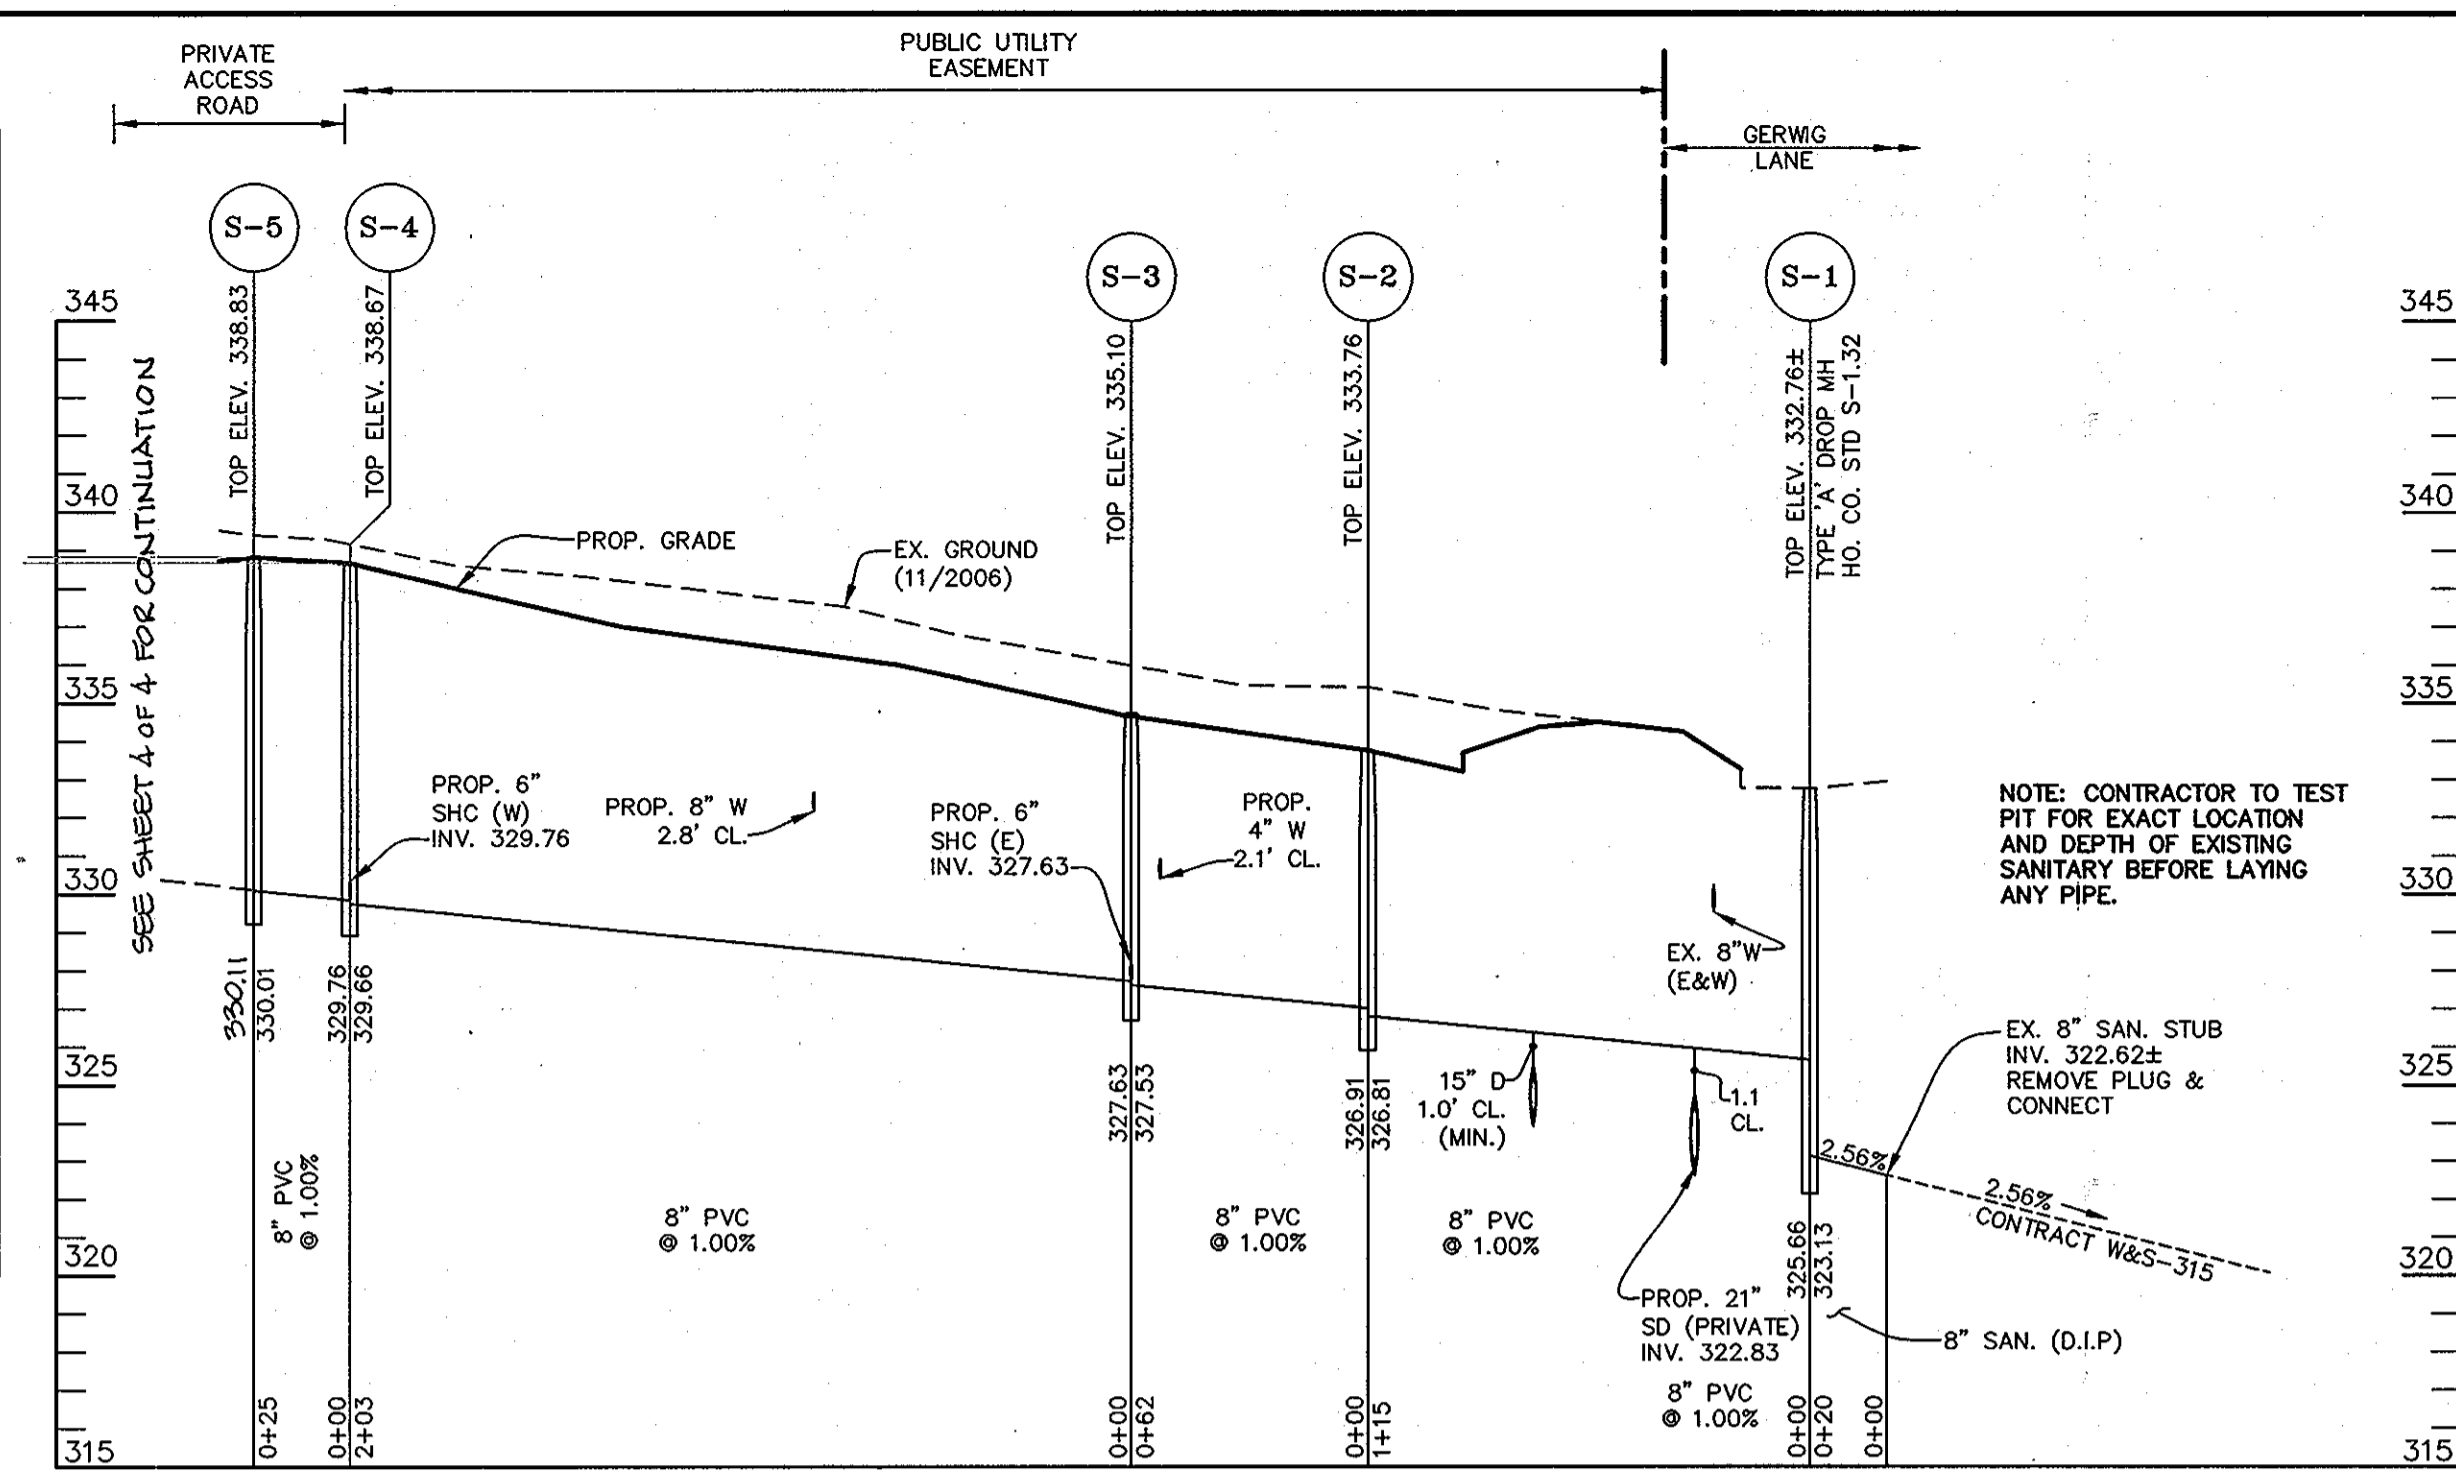 PRIVATE
ACCESS
ROAD
PUBLIC UTILITY
EASEMENT
GERWIG
LANE
S-5
S-4
S-3
S-2
S-1
TOP ELEV. 338.83
TOP ELEV. 338.67
TOP ELEV. 335.10
TOP ELEV. 333.76
TOP ELEV. 332.76±
TYPE 'A' DROP MH
HO. CO. STD S-1.32
345
340
335
330
325
320
315
345
340
335
330
325
320
315
SEE SHEET 4 OF 4 FOR CONTINUATION
PROP. GRADE
EX. GROUND
(11/2006)
PROP. 6"
SHC (W)
INV. 329.76
PROP. 8" W
2.8' CL.
PROP. 6"
SHC (E)
INV. 327.63
PROP.
4" W
2.1' CL.
EX. 8"W
(E&W)
NOTE: CONTRACTOR TO TEST
PIT FOR EXACT LOCATION
AND DEPTH OF EXISTING
SANITARY BEFORE LAYING
ANY PIPE.
330.11
330.01
329.76
329.66
327.63
327.53
326.91
326.81
15" D
1.0' CL.
(MIN.)
1.1
CL.
EX. 8" SAN. STUB
INV. 322.62±
REMOVE PLUG &
CONNECT
2.56%
2.56%
CONTRACT W&S-315
8" PVC
@ 1.00%
8" PVC
@ 1.00%
8" PVC
@ 1.00%
8" PVC
@ 1.00%
325.66
323.13
PROP. 21"
SD (PRIVATE)
INV. 322.83
8" SAN. (D.I.P)
8" PVC
@ 1.00%
0+25
0+00
2+03
0+00
0+62
0+00
1+15
0+00
0+20
0+00